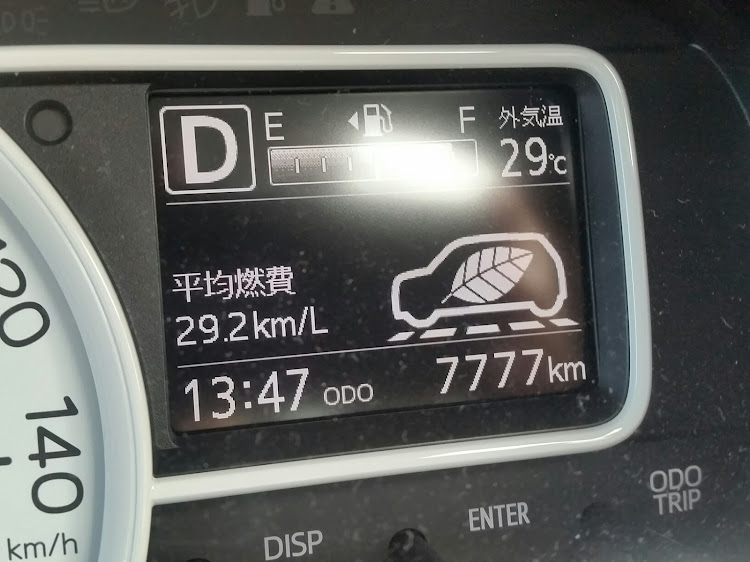 D
E F
外気温
29℃
平均燃費
29.2km/L
13:47 ODO 7777km
120
140
km/h
DISP
ENTER
ODO
TRIP